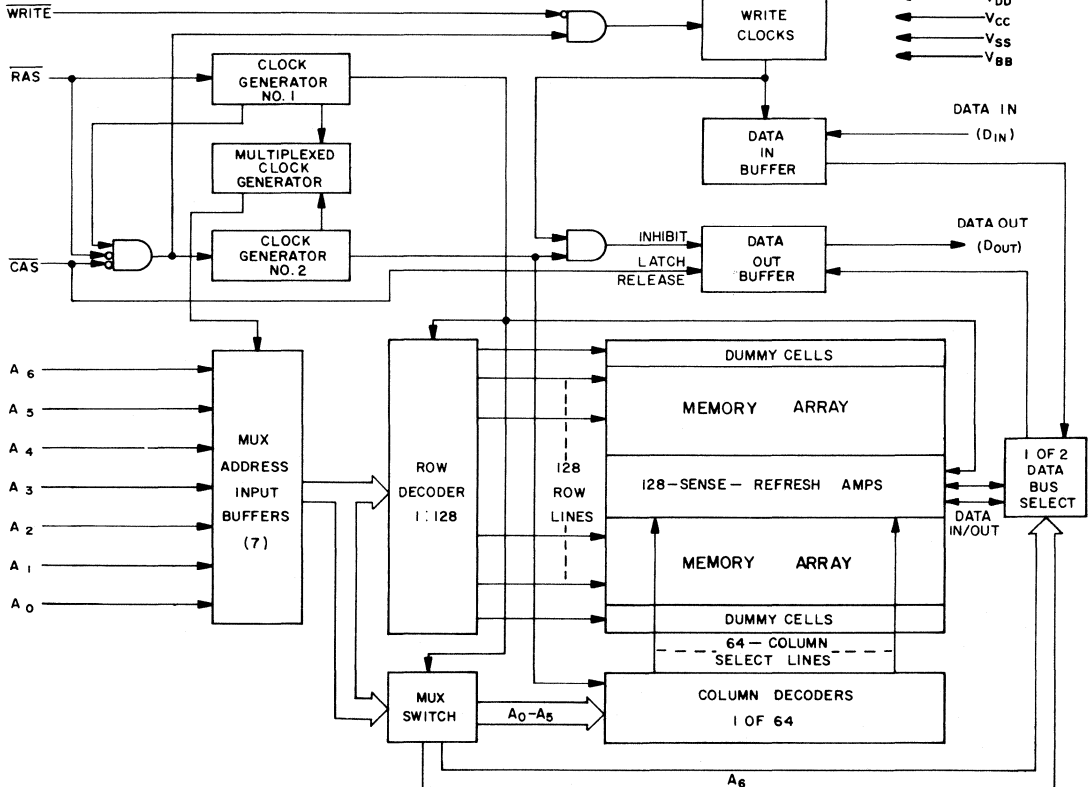 WRITE
WRITE
CLOCKS
VDD
VCC
VSS
VBB
RAS
CLOCK
GENERATOR
NO. 1
DATA IN
(DIN)
DATA
IN
BUFFER
MULTIPLEXED
CLOCK
GENERATOR
CAS
CLOCK
GENERATOR
NO. 2
INHIBIT
LATCH
RELEASE
DATA
OUT
BUFFER
DATA OUT
(DOUT)
A6
A5
A4
A3
A2
A1
A0
MUX
ADDRESS
INPUT
BUFFERS
(7)
ROW
DECODER
1:128
128
ROW
LINES
DUMMY CELLS
MEMORY ARRAY
128-SENSE-REFRESH AMPS
MEMORY ARRAY
DUMMY CELLS
DATA
IN/OUT
1 OF 2
DATA
BUS
SELECT
64-COLUMN
SELECT LINES
MUX
SWITCH
A0-A5
COLUMN DECODERS
1 OF 64
A6